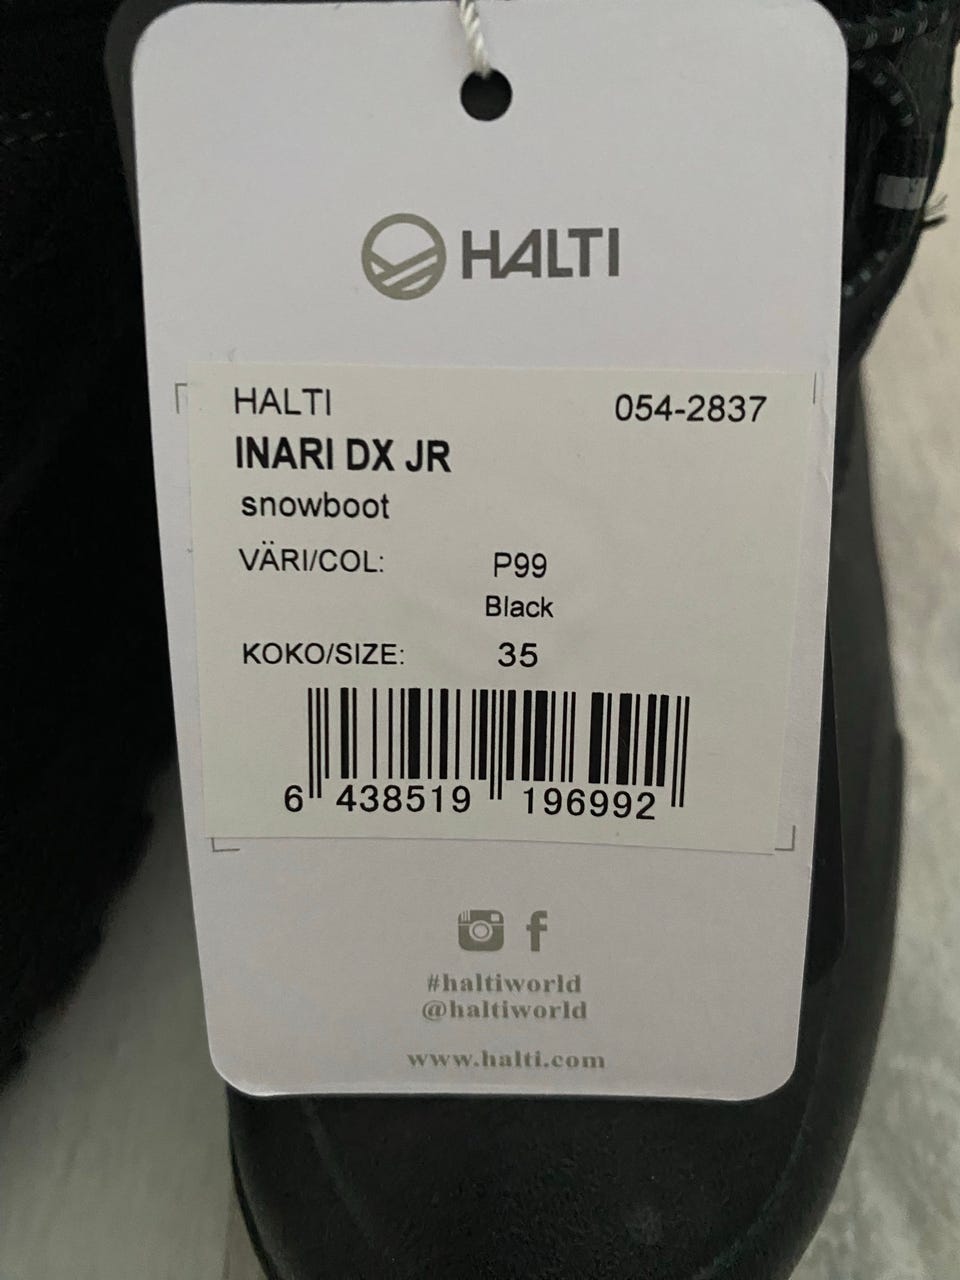 HALTI
HALTI 054-2837
INARI DX JR
snowboot
VÄRI/COL: P99
Black
KOKO/SIZE: 35
6 438519 196992
f
#haltiworld
@haltiworld
www.halti.com